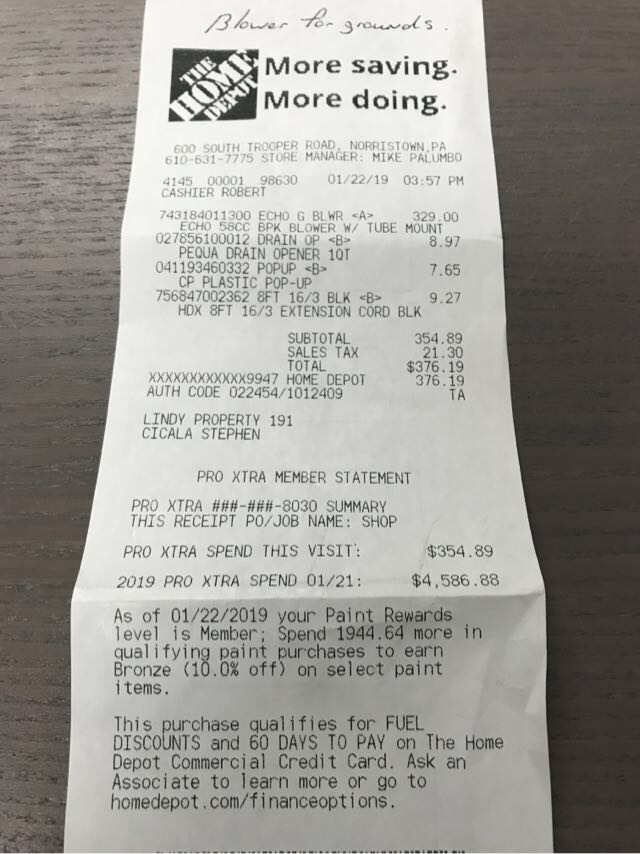 Blower for grounds.
THE HOME DEPOT
More saving.
More doing.
600 SOUTH TROOPER ROAD, NORRISTOWN,PA
610-631-7775 STORE MANAGER: MIKE PALUMBO
4145 00001 98630 01/22/19 03:57 PM
CASHIER ROBERT
743184011300 ECHO G BLWR <A> 329.00
ECHO 58CC BPK BLOWER W/ TUBE MOUNT
027856100012 DRAIN OP <B> 8.97
PEQUA DRAIN OPENER 1QT
041193460332 POPUP <B> 7.65
CP PLASTIC POP-UP
756847002362 8FT 16/3 BLK <B> 9.27
HDX 8FT 16/3 EXTENSION CORD BLK
SUBTOTAL 354.89
SALES TAX 21.30
TOTAL $376.19
XXXXXXXXXXXX9947 HOME DEPOT 376.19
AUTH CODE 022454/1012409 TA
LINDY PROPERTY 191
CICALA STEPHEN
PRO XTRA MEMBER STATEMENT
PRO XTRA ###-###-8030 SUMMARY
THIS RECEIPT PO/JOB NAME: SHOP
PRO XTRA SPEND THIS VISIT: $354.89
2019 PRO XTRA SPEND 01/21: $4,586.88
As of 01/22/2019 your Paint Rewards
level is Member; Spend 1944.64 more in
qualifying paint purchases to earn
Bronze (10.0% off) on select paint
items.
This purchase qualifies for FUEL
DISCOUNTS and 60 DAYS TO PAY on The Home
Depot Commercial Credit Card. Ask an
Associate to learn more or go to
homedepot.com/financeoptions.